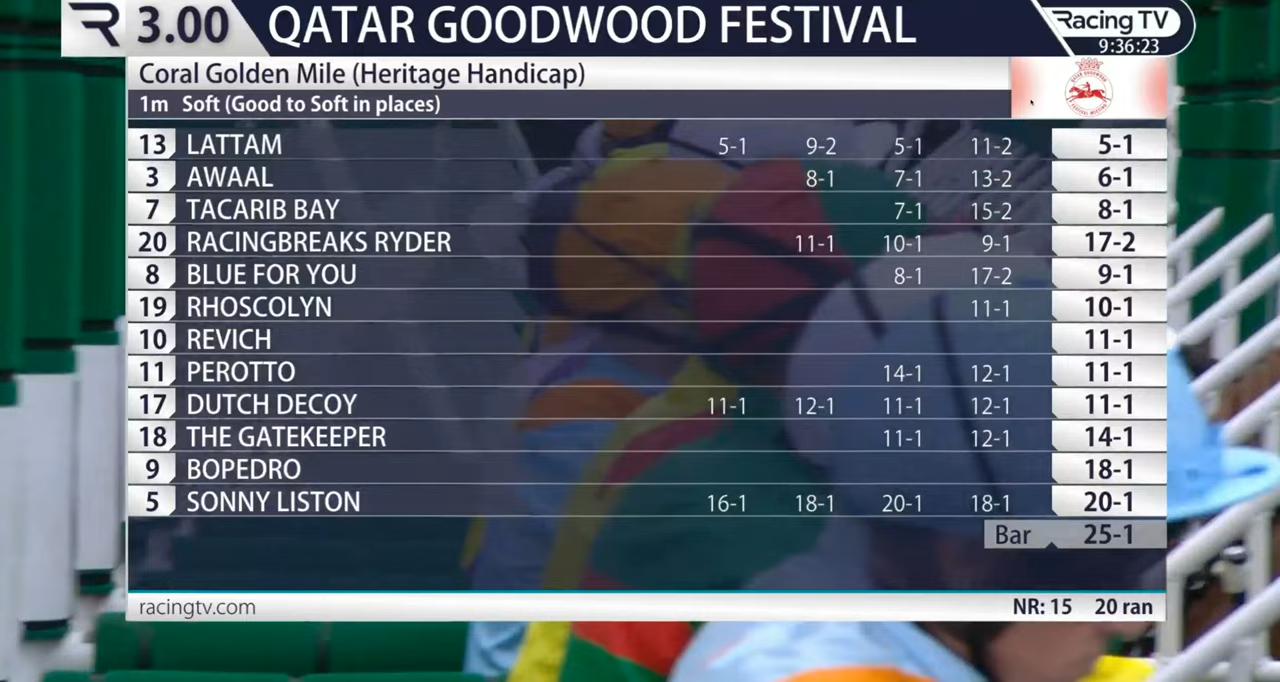 R 3.00 QATAR GOODWOOD FESTIVAL Racing TV
9:36:23
Coral Golden Mile (Heritage Handicap)
1m Soft (Good to Soft in places)
13 LATTAM 5-1 9-2 5-1 11-2 5-1
3 AWAAL 8-1 7-1 13-2 6-1
7 TACARIB BAY 7-1 15-2 8-1
20 RACINGBREAKS RYDER 11-1 10-1 9-1 17-2
8 BLUE FOR YOU 8-1 17-2 9-1
19 RHOSCOLYN 11-1 10-1
10 REVICH 11-1
11 PEROTTO 14-1 12-1 11-1
17 DUTCH DECOY 11-1 12-1 11-1 12-1 11-1
18 THE GATEKEEPER 11-1 12-1 14-1
9 BOPEDRO 18-1
5 SONNY LISTON 16-1 18-1 20-1 18-1 20-1
Bar 25-1
racingtv.com NR: 15 20 ran